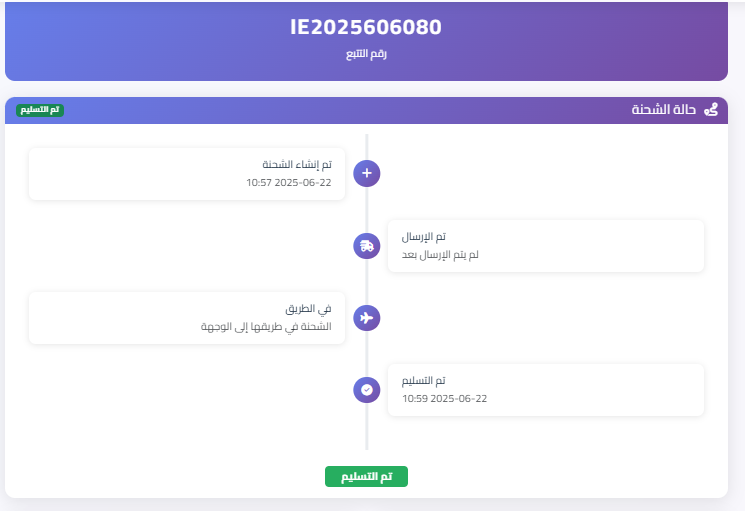 IE2025606080
رقم التتبع
حالة الشحنة
تم التسليم
تم إنشاء الشحنة
2025-06-22 10:57
تم الإرسال
لم يتم الإرسال بعد
في الطريق
الشحنة في طريقها إلى الوجهة
تم التسليم
2025-06-22 10:59
تم التسليم